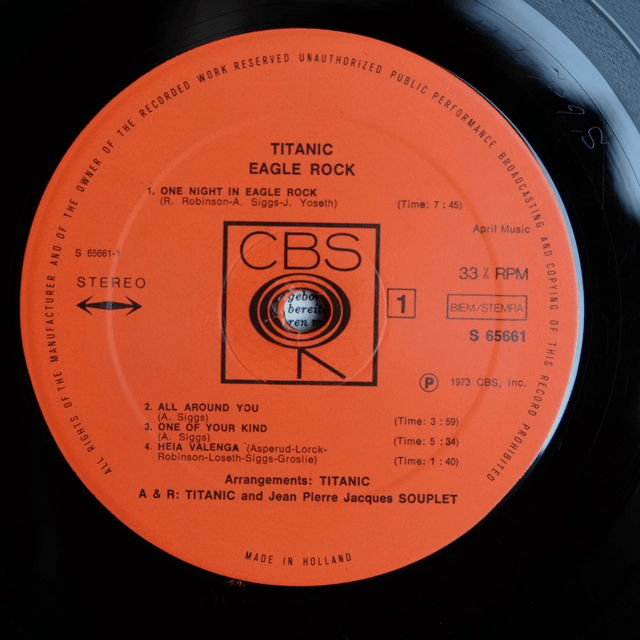 ALL RIGHTS OF THE MANUFACTURER AND OF THE OWNER OF THE RECORDED WORK RESERVED UNAUTHORIZED PUBLIC PERFORMANCE BROADCASTING AND COPYING OF THIS RECORD PROHIBITED
TITANIC
EAGLE ROCK
1. ONE NIGHT IN EAGLE ROCK
(R. Robinson-A. Siggs-J. Yoseth) (Time: 7 : 45)
April Music
S 65661-1
CBS
STEREO
33 ⅓ RPM
1
BIEM/STEMRA
S 65661
gebor
bereite
ren m
Ⓟ 1973 CBS, Inc.
2. ALL AROUND YOU
(A. Siggs) (Time: 3 : 59)
3. ONE OF YOUR KIND
(A. Siggs) (Time: 5 : 34)
4. HEIA VALENGA (Asperud-Lorck-
Robinson-Loseth-Siggs-Groslie) (Time: 1 : 40)
Arrangements: TITANIC
A & R: TITANIC and Jean Pierre Jacques SOUPLET
MADE IN HOLLAND